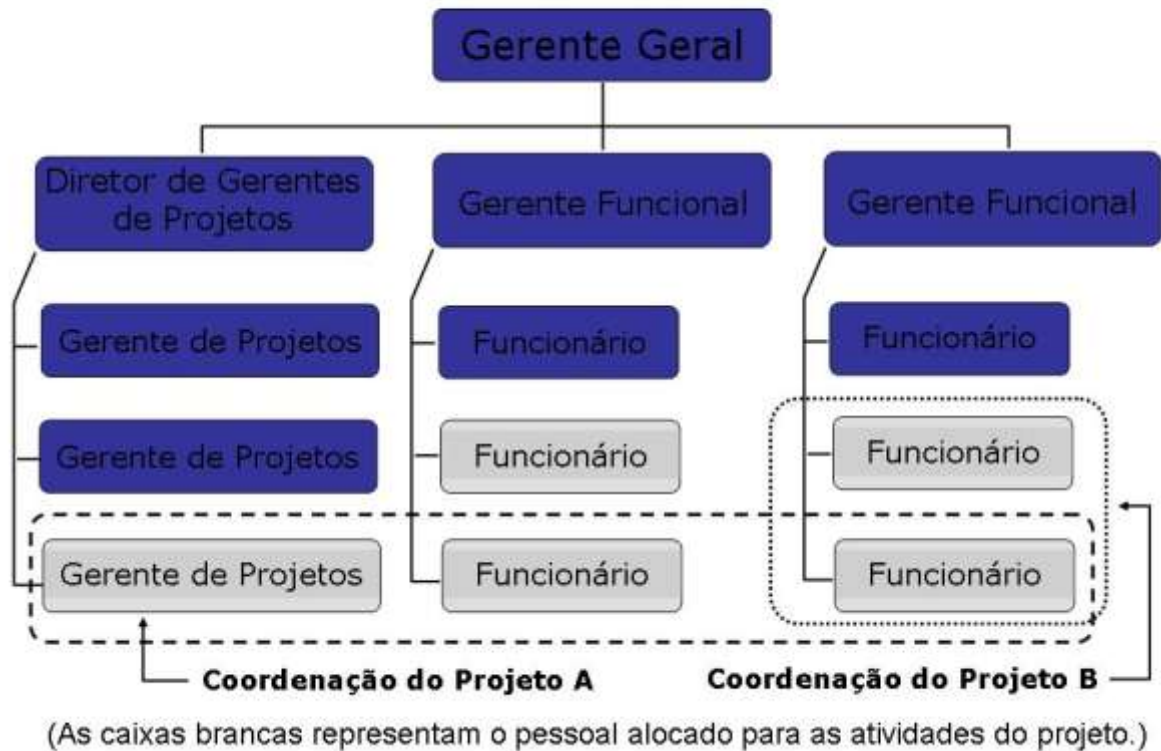 Gerente Geral
Diretor de Gerentes
de Projetos
Gerente Funcional
Gerente Funcional
Gerente de Projetos
Funcionário
Funcionário
Gerente de Projetos
Funcionário
Funcionário
Gerente de Projetos
Funcionário
Funcionário
Coordenação do Projeto A
Coordenação do Projeto B
(As caixas brancas representam o pessoal alocado para as atividades do projeto.)